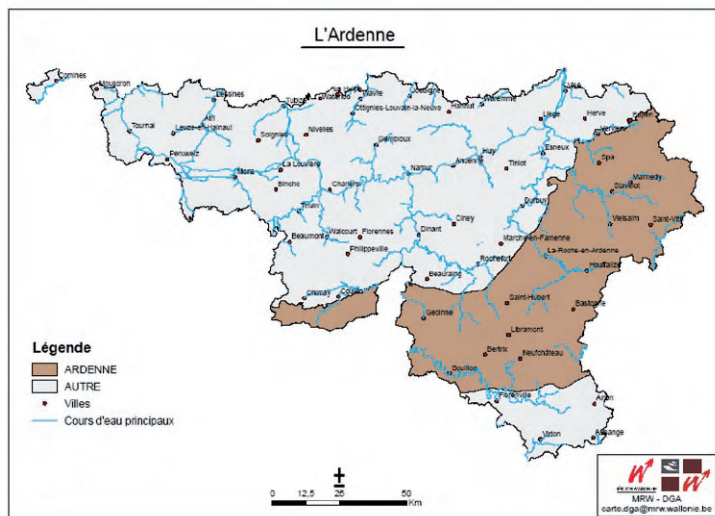 L'Ardenne
Comines
Mouscron
Tournai
Leuze-en-Hainaut
Ath
Lessines
Peruwelz
Soignies
Tubize
Waterloo
Wavre
Ottignies-Louvain-la-Neuve
Jodoigne
Hannut
Waremme
Nivelles
Gembloux
Liège
Herve
Eupen
Verviers
Mons
La Louvière
Binche
Charleroi
Namur
Andenne
Huy
Tinlot
Esneux
Spa
Malmedy
Stavelot
Thuin
Beaumont
Walcourt
Florennes
Philippeville
Dinant
Ciney
Durbuy
Marche-en-Famenne
Vielsalm
Saint-Vith
La-Roche-en-Ardenne
Rochefort
Houffalize
Beauraing
Chimay
Couvin
Gedinne
Saint-Hubert
Bastogne
Libramont
Bertrix
Neufchâteau
Bouillon
Florenville
Arlon
Virton
Aubange
Légende
ARDENNE
AUTRE
Villes
Cours d'eau principaux
0 12,5 25 50
Km
MRW - DGA
carto.dga@mrw.wallonie.be